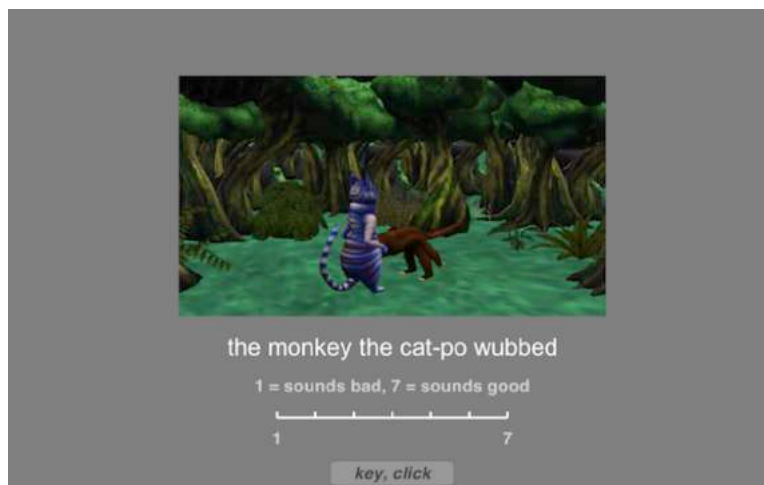 the monkey the cat-po wubbed
1 = sounds bad, 7 = sounds good
1 7
key, click